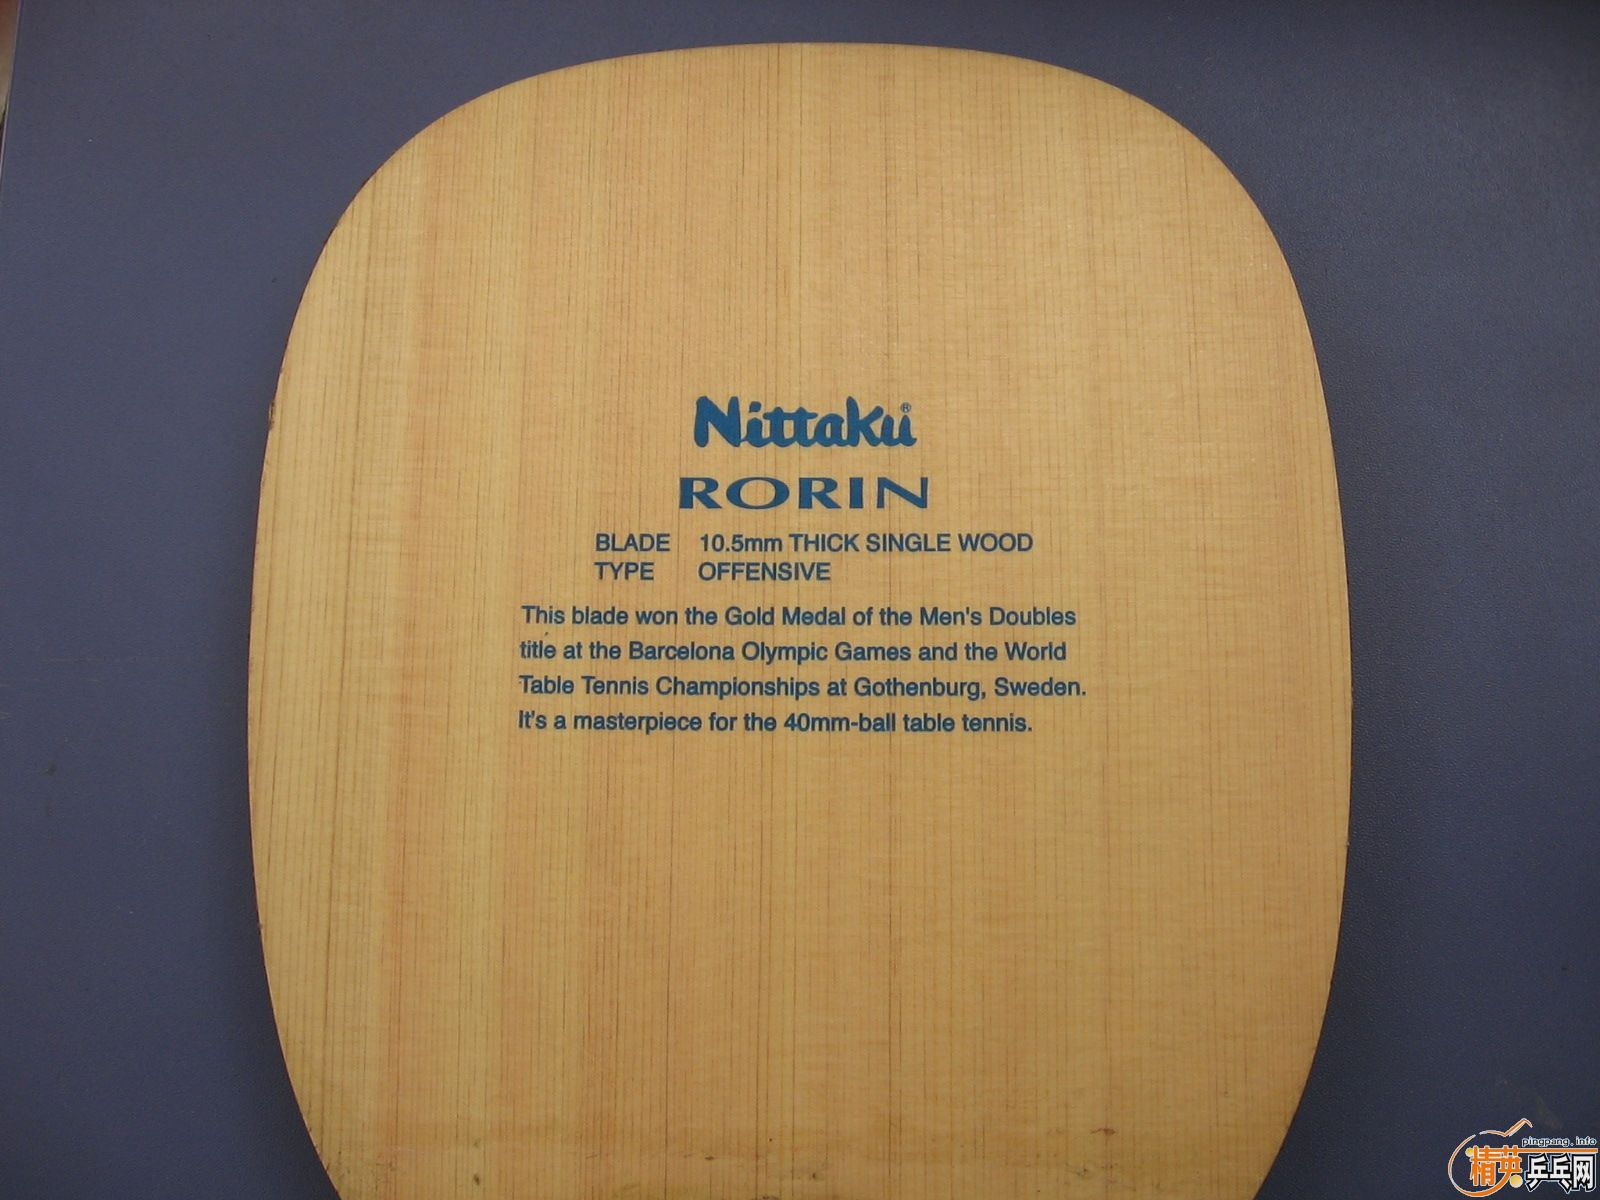 Nittaku®
RORIN
BLADE 10.5mm THICK SINGLE WOOD
TYPE OFFENSIVE
This blade won the Gold Medal of the Men's Doubles
title at the Barcelona Olympic Games and the World
Table Tennis Championships at Gothenburg, Sweden.
It's a masterpiece for the 40mm-ball table tennis.
pingpang.info
精英乒乓网